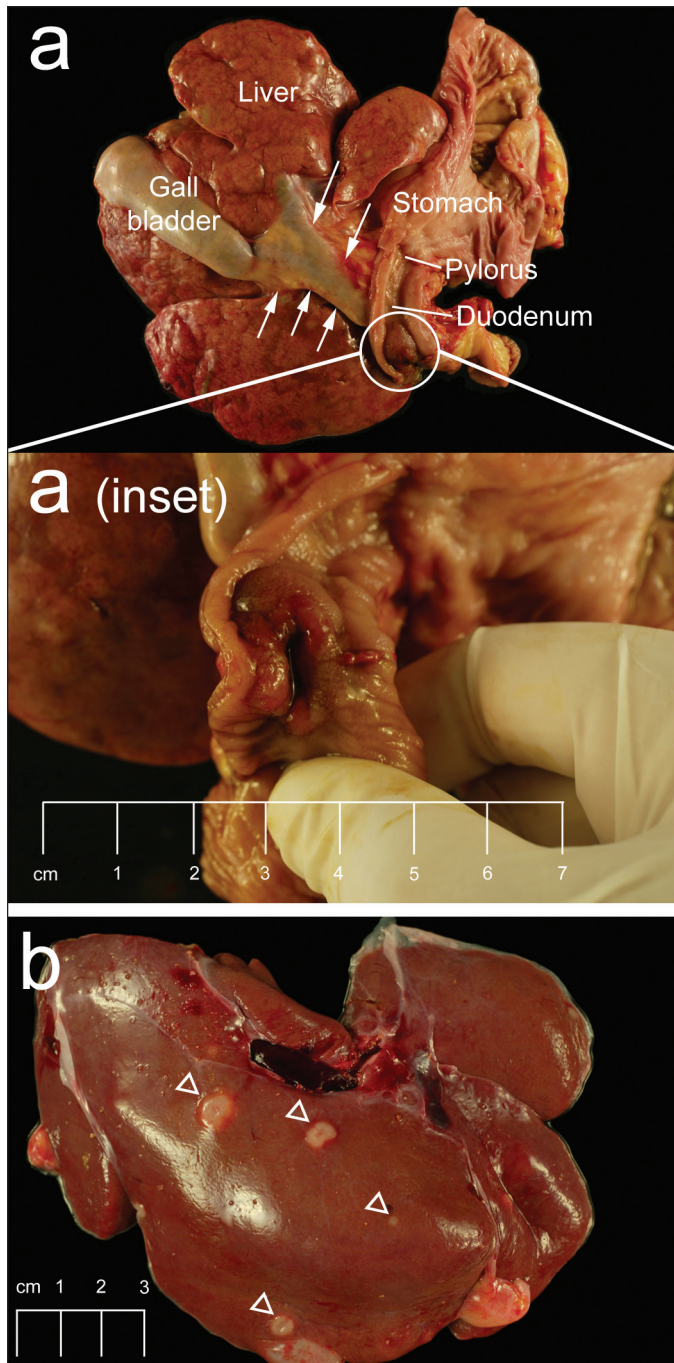 a
Liver
Gall
bladder
Stomach
Pylorus
Duodenum
a (inset)
cm 1 2 3 4 5 6 7
b
cm 1 2 3